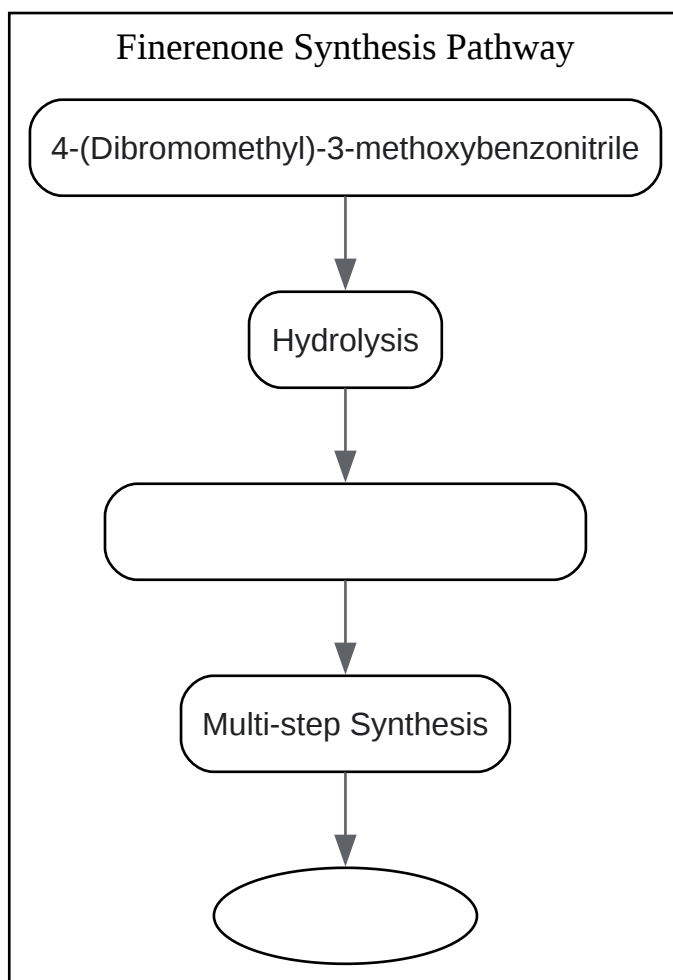 Finerenone Synthesis Pathway
4-(Dibromomethyl)-3-methoxybenzonitrile
Hydrolysis
Multi-step Synthesis